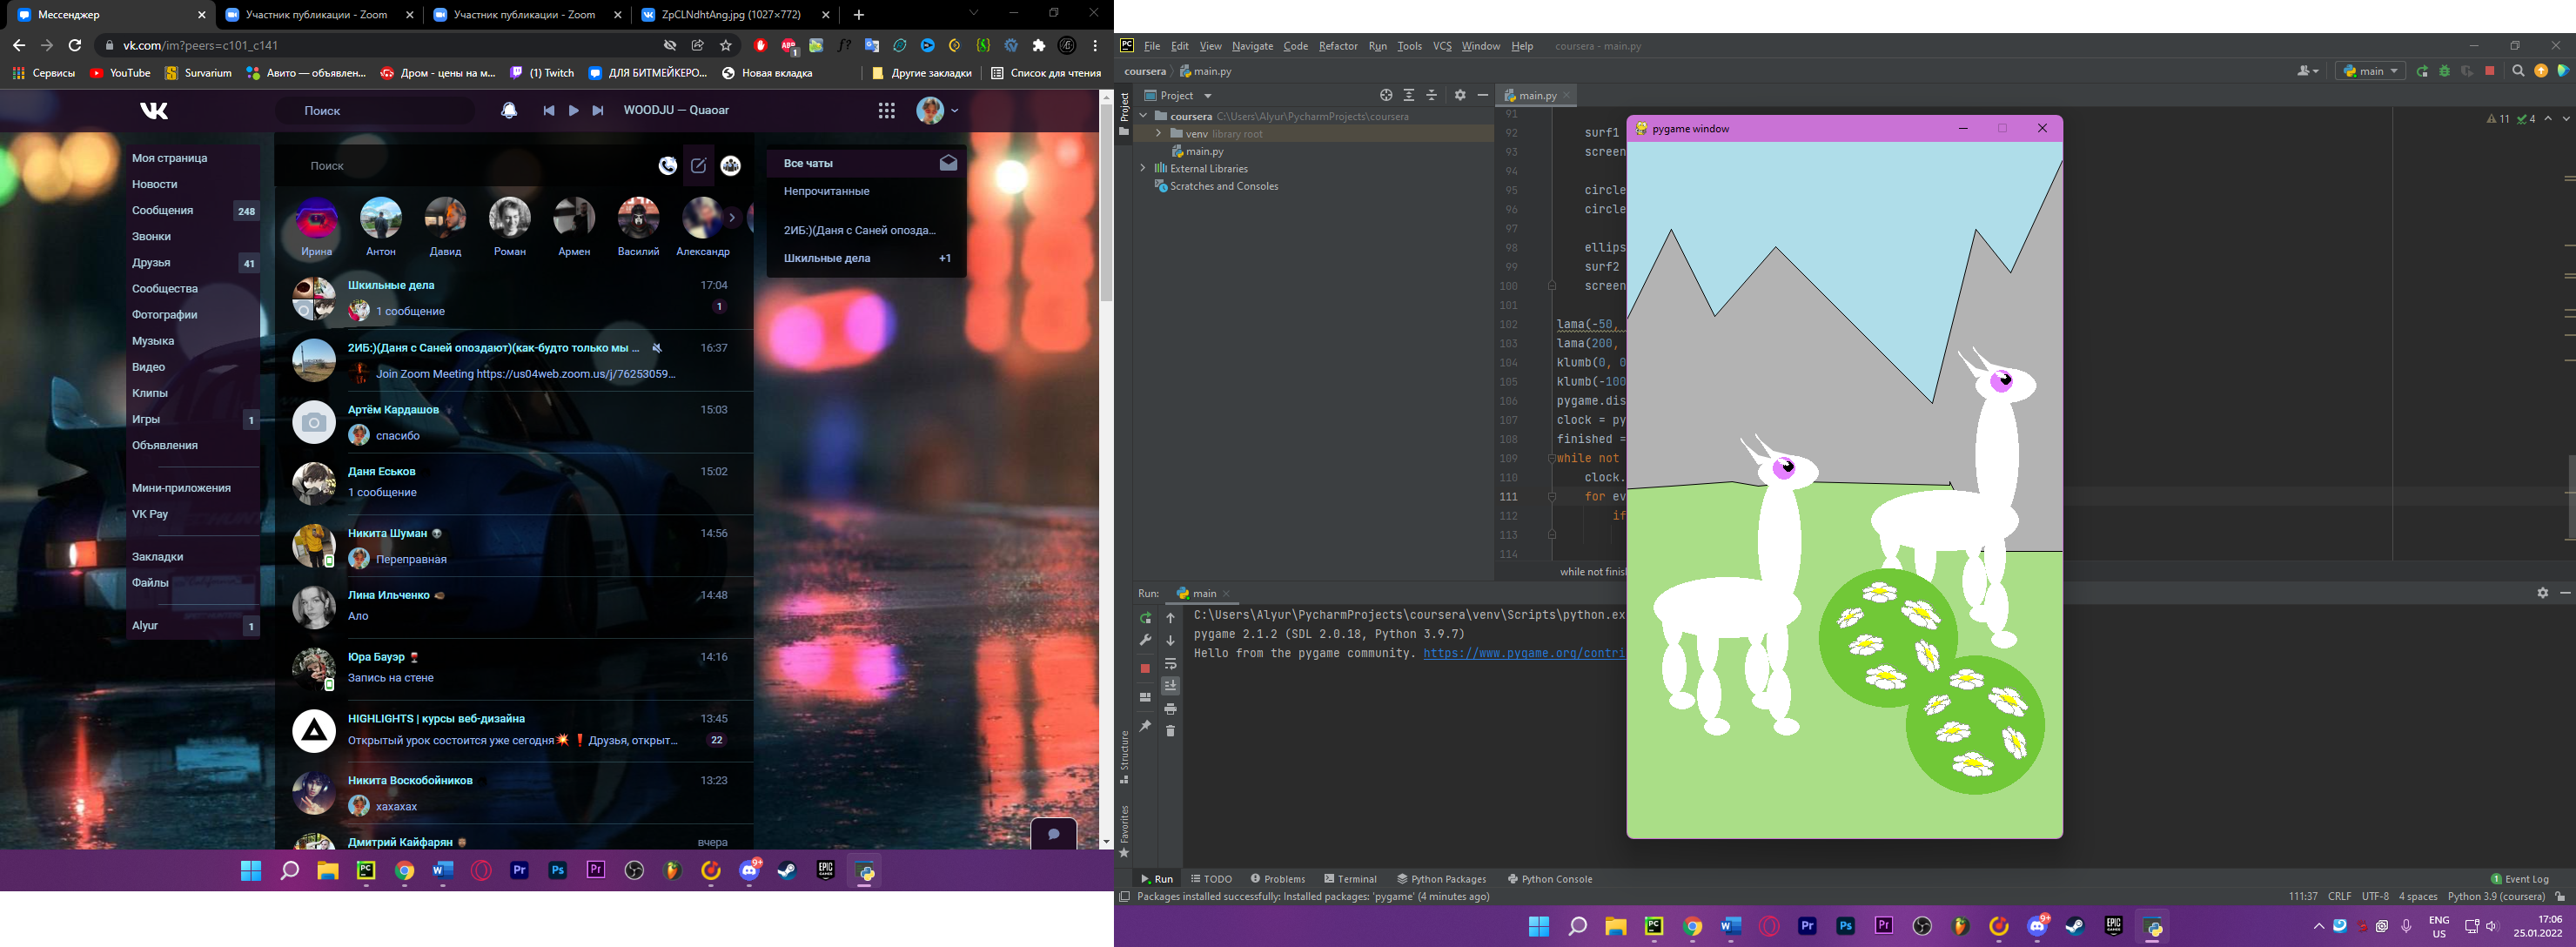 Мессенджер
Участник публикации - Zoom
Участник публикации - Zoom
ZpCLNdhtAng.jpg (1027×772)
vk.com/im?peers=c101_c141
Сервисы
YouTube
Survarium
Авито — объявлен...
Дром - цены на м...
(1) Twitch
ДЛЯ БИТМЕЙКЕРО...
Новая вкладка
Другие закладки
Список для чтения
Поиск
WOODJU — Quaoar
Моя страница
Новости
Сообщения 248
Звонки
Друзья 41
Сообщества
Фотографии
Музыка
Видео
Клипы
Игры 1
Объявления
Мини-приложения
VK Pay
Закладки
Файлы
Alyur 1
Поиск
Ирина
Антон
Давид
Роман
Армен
Василий
Александр
Шкильные дела 17:04
1 сообщение 1
2ИБ:)(Даня с Саней опоздают)(как-будто только мы ... 16:37
Join Zoom Meeting https://us04web.zoom.us/j/76253059...
Артём Кардашов 15:03
спасибо
Даня Еськов 15:02
1 сообщение
Никита Шуман 14:56
Переправная
Лина Ильченко 14:48
Ало
Юра Бауэр 14:16
Запись на стене
HIGHLIGHTS | курсы веб-дизайна 13:45
Открытый урок состоится уже сегодня💥❗Друзья, открыт... 22
Никита Воскобойников 13:23
хахахах
Дмитрий Кайфарян вчера
Все чаты
Непрочитанные
2ИБ:)(Даня с Саней опозда...
Шкильные дела +1
File Edit View Navigate Code Refactor Run Tools VCS Window Help coursera - main.py
coursera main.py
main
Project
main.py
coursera C:\Users\Alyur\PycharmProjects\coursera
venv library root
main.py
External Libraries
Scratches and Consoles
Project
Structure
Favorites
11 4
pygame window
91
92 surf1
93 screen
94
95 circle
96 circle
97
98 ellips
99 surf2
100 screen
101
102 lama(-50,
103 lama(200,
104 klumb(0, 0
105 klumb(-100
106 pygame.dis
107 clock = py
108 finished =
109 while not
110 clock.
111 for ev
112 if
113
114
while not finish
Run: main
C:\Users\Alyur\PycharmProjects\coursera\venv\Scripts\python.ex
pygame 2.1.2 (SDL 2.0.18, Python 3.9.7)
Hello from the pygame community. https://www.pygame.org/contri
Run TODO Problems Terminal Python Packages Python Console
1 Event Log
Packages installed successfully: Installed packages: 'pygame' (4 minutes ago)
111:37 CRLF UTF-8 4 spaces Python 3.9 (coursera)
ENG
US
17:06
25.01.2022